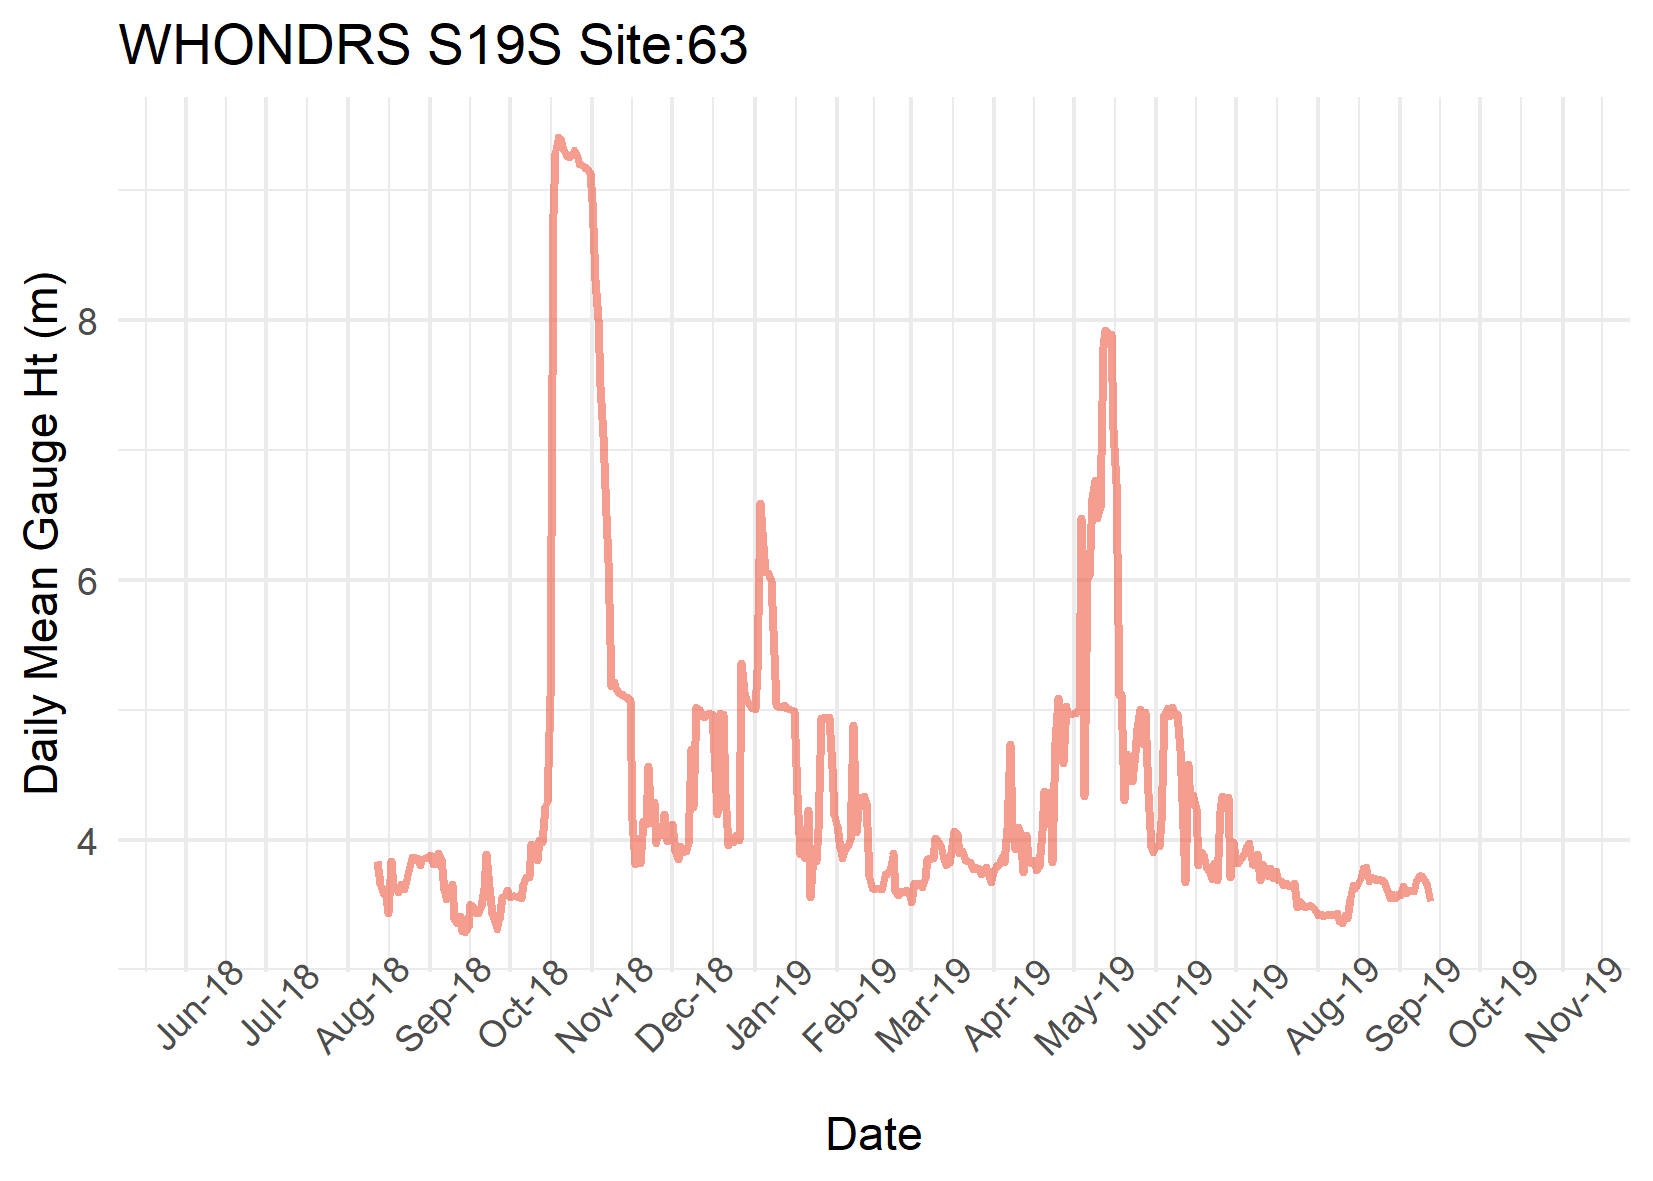 WHONDRS S19S Site:63
Daily Mean Gauge Ht (m)
8
6
4
Jun-18
Jul-18
Aug-18
Sep-18
Oct-18
Nov-18
Dec-18
Jan-19
Feb-19
Mar-19
Apr-19
May-19
Jun-19
Jul-19
Aug-19
Sep-19
Oct-19
Nov-19
Date